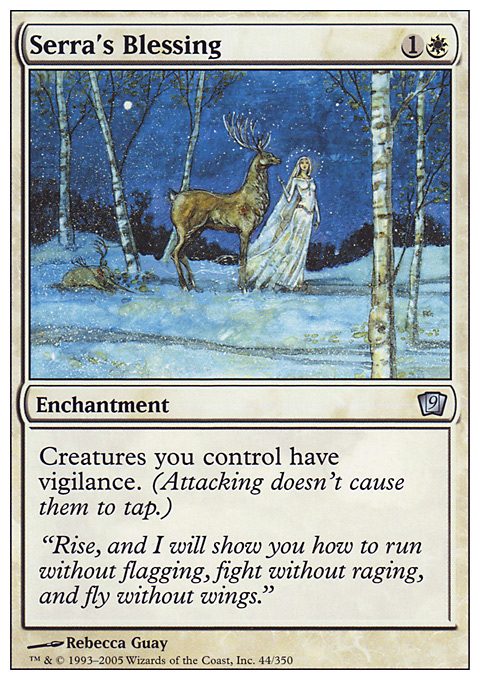 Serra's Blessing 1
Enchantment 9
Creatures you control have
vigilance. (Attacking doesn't cause
them to tap.)
“Rise, and I will show you how to run
without flagging, fight without raging,
and fly without wings.”
Rebecca Guay
™ & © 1993–2005 Wizards of the Coast, Inc. 44/350